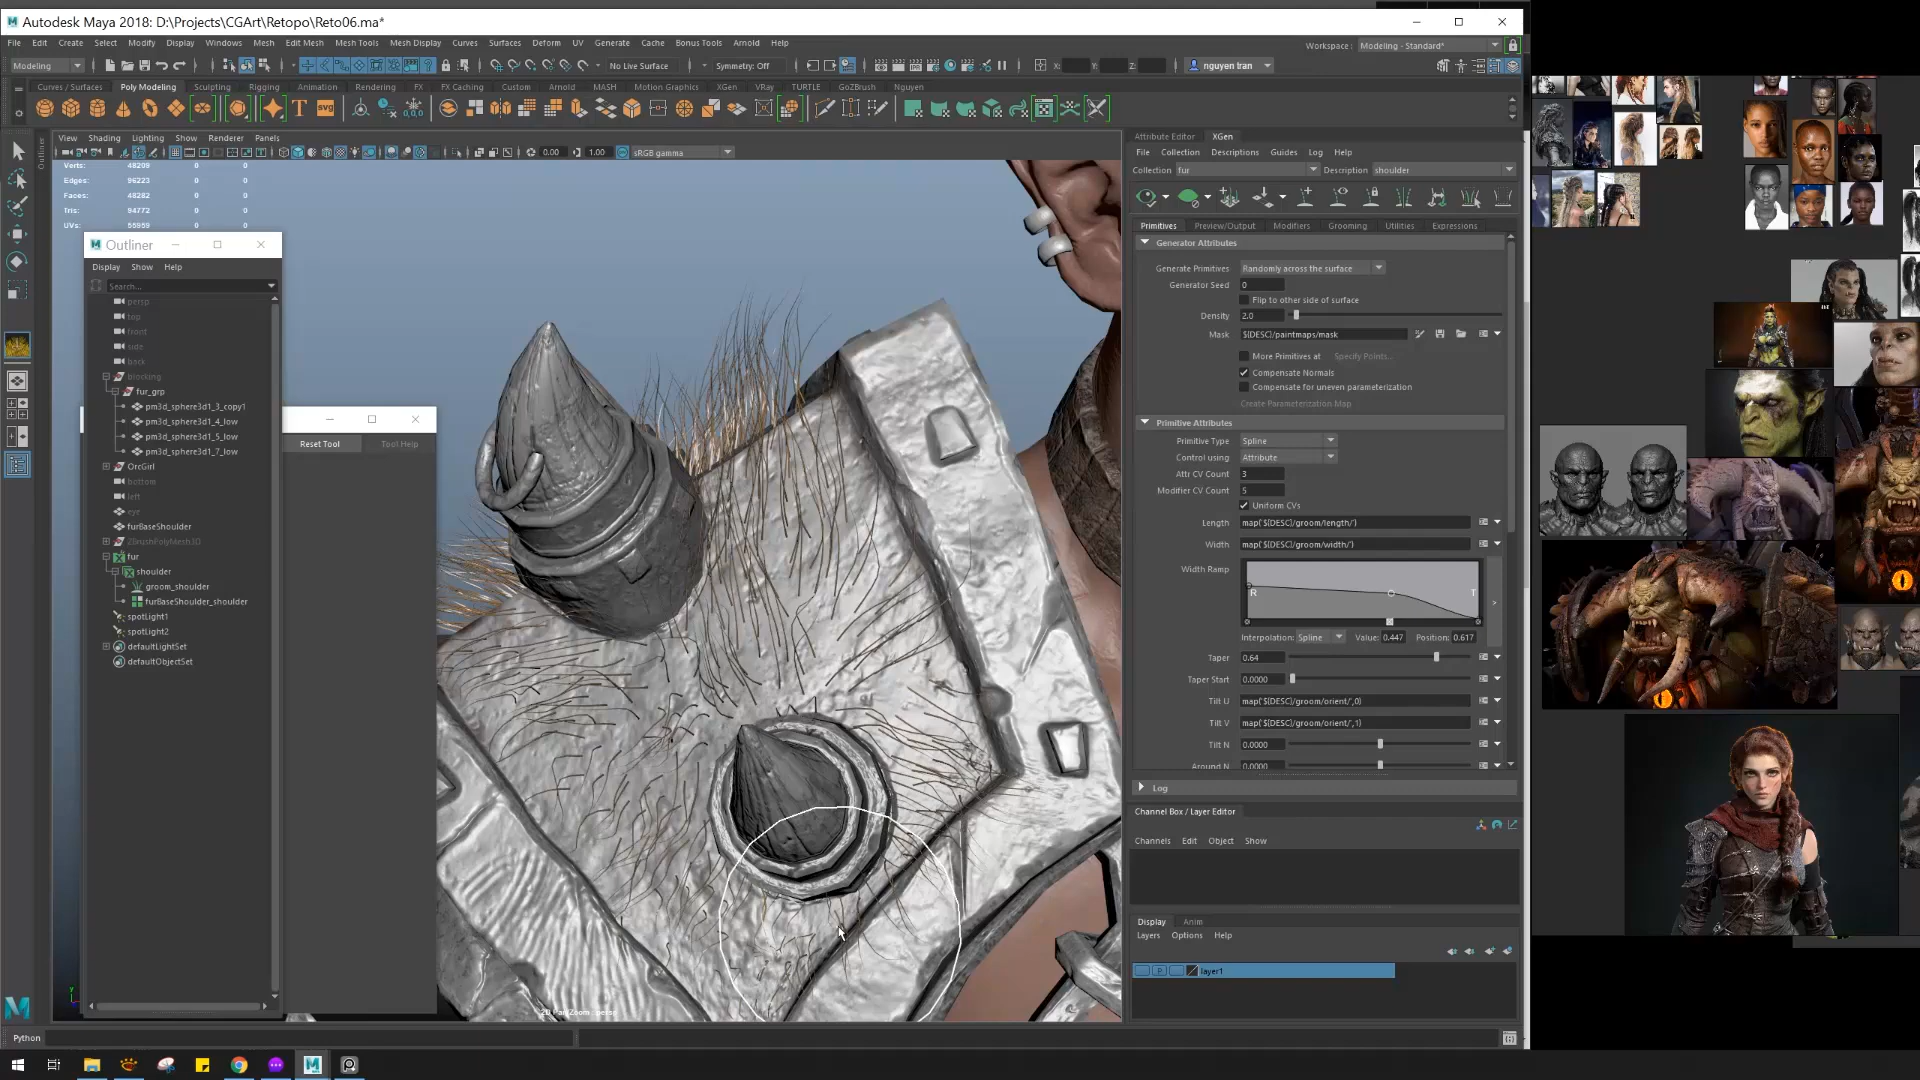 Autodesk Maya 2018: D:\Projects\CGArt\Retopo\Reto06.ma*
File Edit Create Select Modify Display Windows Mesh Edit Mesh Mesh Tools Mesh Display Curves Surfaces Deform UV Generate Cache Bonus Tools Arnold Help
Workspace : Modeling - Standard*
Modeling No Live Surface Symmetry: Off X: Y: Z: nguyen tran
Curves / Surfaces Poly Modeling Sculpting Rigging Animation Rendering FX FX Caching Custom Arnold MASH Motion Graphics XGen VRay TURTLE GoZBrush Nguyen
View Shading Lighting Show Renderer Panels
0.00 1.00 sRGB gamma
Verts: 48209 0 0
Edges: 96223 0 0
Faces: 48282 0 0
Tris: 94772 0 0
UVs: 55959 0 0
Outliner
Display Show Help
Search...
persp
top
front
side
back
blocking
fur_grp
pm3d_sphere3d1_3_copy1
pm3d_sphere3d1_4_low
pm3d_sphere3d1_5_low
pm3d_sphere3d1_7_low
OrcGirl
bottom
left
eye
furBaseShoulder
ZBrushPolyMesh3D
fur
shoulder
groom_shoulder
furBaseShoulder_shoulder
spotLight1
spotLight2
defaultLightSet
defaultObjectSet
Reset Tool Tool Help
2D Pan/Zoom : persp
Attribute Editor XGen
File Collection Descriptions Guides Log Help
Collection fur Description shoulder
Primitives Preview/Output Modifiers Grooming Utilities Expressions
Generator Attributes
Generate Primitives Randomly across the surface
Generator Seed 0
Flip to other side of surface
Density 2.0
Mask ${DESC}/paintmaps/mask
More Primitives at Specify Points...
Compensate Normals
Compensate for uneven parameterization
Create Parameterization Map
Primitive Attributes
Primitive Type Spline
Control using Attribute
Attr CV Count 3
Modifier CV Count 5
Uniform CVs
Length map('${DESC}/groom/length/')
Width map('${DESC}/groom/width/')
Width Ramp
R T
Interpolation: Spline Value: 0.447 Position: 0.617
Taper 0.64
Taper Start 0.0000
Tilt U map('${DESC}/groom/orient/',0)
Tilt V map('${DESC}/groom/orient/',1)
Tilt N 0.0000
Around N 0.0000
Log
Channel Box / Layer Editor
Channels Edit Object Show
Display Anim
Layers Options Help
P layer1
Python